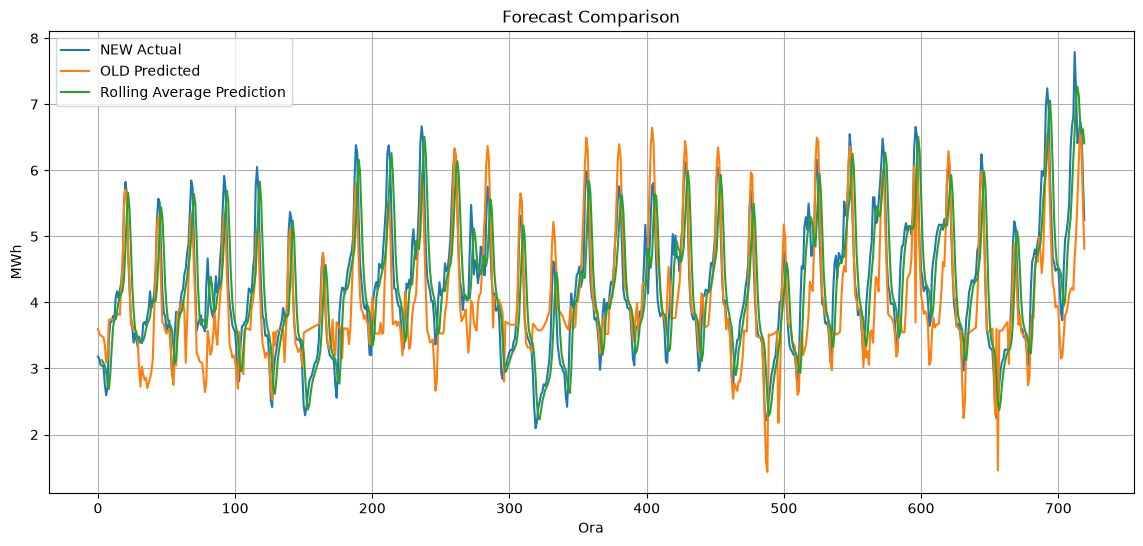 Forecast Comparison
NEW Actual
OLD Predicted
Rolling Average Prediction
MWh
8
7
6
5
4
3
2
0 100 200 300 400 500 600 700
Ora